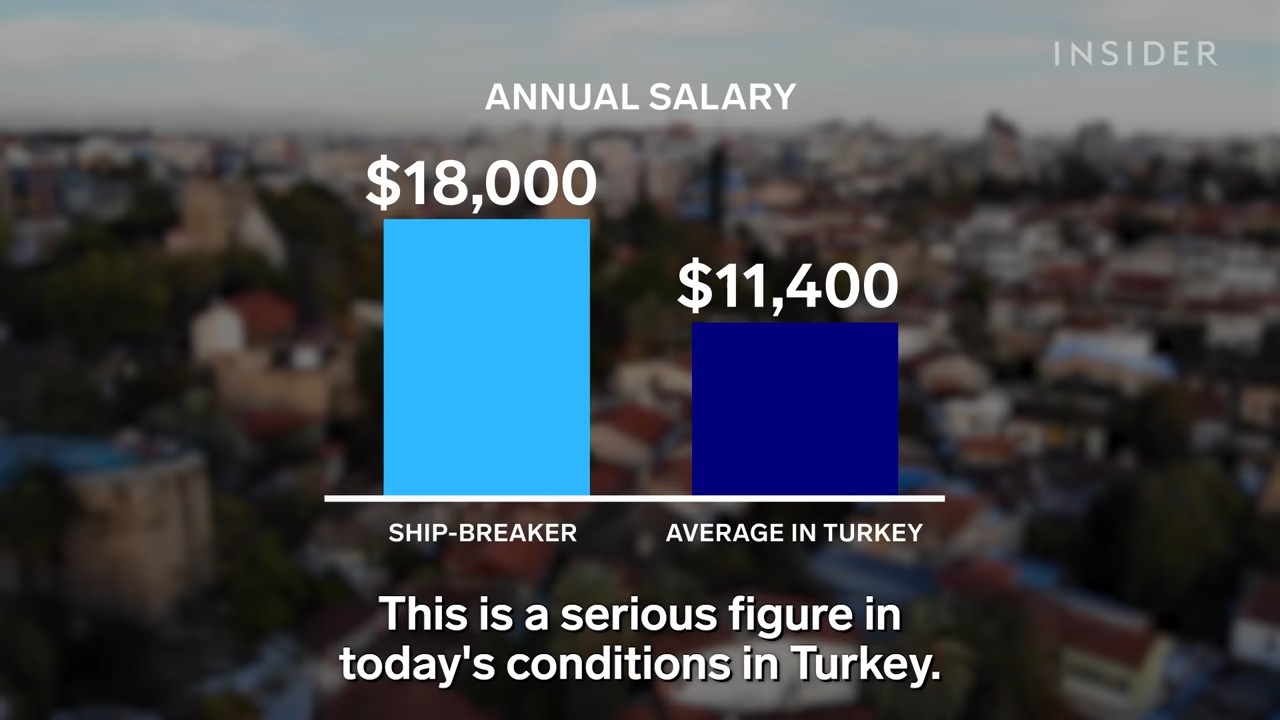 INSIDER
ANNUAL SALARY
$18,000
$11,400
SHIP-BREAKER
AVERAGE IN TURKEY
This is a serious figure in
today's conditions in Turkey.